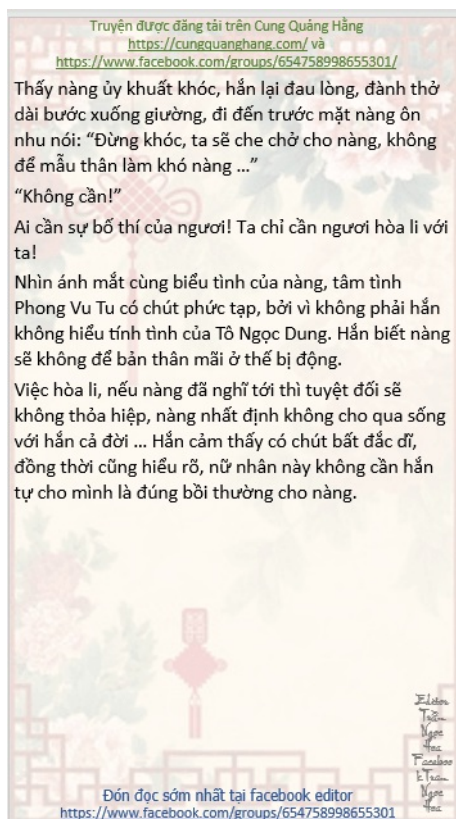 Truyện được đăng tải trên Cung Quảng Hằng
https://cungquanghang.com/ và
https://www.facebook.com/groups/654758998655301/
Thấy nàng ủy khuất khóc, hắn lại đau lòng, đành thở
dài bước xuống giường, đi đến trước mặt nàng ôn
nhu nói: “Đừng khóc, ta sẽ che chở cho nàng, không
để mẫu thân làm khó nàng ...”
“Không cần!”
Ai cần sự bố thí của ngươi! Ta chỉ cần ngươi hòa li với
ta!
Nhìn ánh mắt cùng biểu tình của nàng, tâm tình
Phong Vu Tu có chút phức tạp, bởi vì không phải hắn
không hiểu tính tình của Tô Ngọc Dung. Hắn biết nàng
sẽ không để bản thân mãi ở thế bị động.
Việc hòa li, nếu nàng đã nghĩ tới thì tuyệt đối sẽ
không thỏa hiệp, nàng nhất định không cho qua sống
với hắn cả đời ... Hắn cảm thấy có chút bất đắc dĩ,
đồng thời cũng hiểu rõ, nữ nhân này không cần hắn
tự cho mình là đúng bồi thường cho nàng.
Editor
Trần
Ngọc
Hoa
Faceboo
k Tran
Ngoc
Hoa
Đón đọc sớm nhất tại facebook editor
https://www.facebook.com/groups/654758998655301